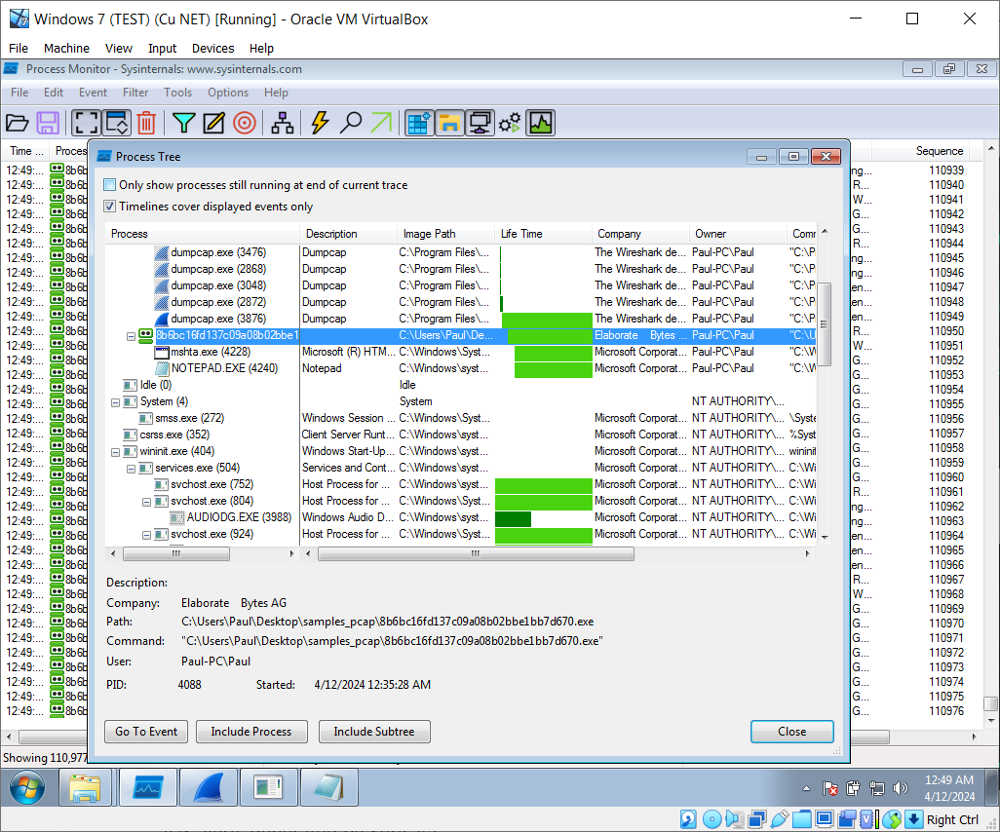 Windows 7 (TEST) (Cu NET) [Running] - Oracle VM VirtualBox
File Machine View Input Devices Help
Process Monitor - Sysinternals: www.sysinternals.com
File Edit Event Filter Tools Options Help
Time ... Proces Sequence
Process Tree
Only show processes still running at end of current trace
Timelines cover displayed events only
Process Description Image Path Life Time Company Owner Comm
dumpcap.exe (3476) Dumpcap C:\Program Files\... The Wireshark de... Paul-PC\Paul "C:\P
dumpcap.exe (2868) Dumpcap C:\Program Files\... The Wireshark de... Paul-PC\Paul "C:\P
dumpcap.exe (3048) Dumpcap C:\Program Files\... The Wireshark de... Paul-PC\Paul "C:\P
dumpcap.exe (2872) Dumpcap C:\Program Files\... The Wireshark de... Paul-PC\Paul "C:\P
dumpcap.exe (3876) Dumpcap C:\Program Files\... The Wireshark de... Paul-PC\Paul "C:\P
8b6bc16fd137c09a08b02bbe1 C:\Users\Paul\De... Elaborate Bytes ... Paul-PC\Paul "C:\U
mshta.exe (4228) Microsoft (R) HTM... C:\Windows\Syst... Microsoft Corporat... Paul-PC\Paul "C:\W
NOTEPAD.EXE (4240) Notepad C:\Windows\syst... Microsoft Corporat... Paul-PC\Paul "C:\W
Idle (0) Idle
System (4) System NT AUTHORITY\...
smss.exe (272) Windows Session ... C:\Windows\Syst... Microsoft Corporat... NT AUTHORITY\... \Syste
csrss.exe (352) Client Server Runt... C:\Windows\syst... Microsoft Corporat... NT AUTHORITY\... %Syst
wininit.exe (404) Windows Start-Up... C:\Windows\syst... Microsoft Corporat... NT AUTHORITY\... wininit
services.exe (504) Services and Cont... C:\Windows\syst... Microsoft Corporat... NT AUTHORITY\... C:\Wi
svchost.exe (752) Host Process for ... C:\Windows\syst... Microsoft Corporat... NT AUTHORITY\... C:\Wi
svchost.exe (804) Host Process for ... C:\Windows\Syst... Microsoft Corporat... NT AUTHORITY\... C:\Wi
AUDIODG.EXE (3988) Windows Audio D... C:\Windows\syst... Microsoft Corporat... NT AUTHORITY\... C:\W
svchost.exe (924) Host Process for ... C:\Windows\Syst... Microsoft Corporat... NT AUTHORITY\... C:\Wi
Description:
Company: Elaborate Bytes AG
Path: C:\Users\Paul\Desktop\samples_pcap\8b6bc16fd137c09a08b02bbe1bb7d670.exe
Command: "C:\Users\Paul\Desktop\samples_pcap\8b6bc16fd137c09a08b02bbe1bb7d670.exe"
User: Paul-PC\Paul
PID: 4088 Started: 4/12/2024 12:35:28 AM
Go To Event Include Process Include Subtree Close
12:49:... 8b6b ng... 110939
12:49:... 8b6b R... 110940
12:49:... 8b6b W... 110941
12:49:... 8b6b G... 110942
12:49:... 8b6b G... 110943
12:49:... 8b6b R... 110944
12:49:... 8b6b ng... 110945
12:49:... 8b6b ng... 110946
12:49:... 8b6b en... 110947
12:49:... 8b6b G... 110948
12:49:... 8b6b en... 110949
12:49:... 8b6b R... 110950
12:49:... 8b6b W... 110951
12:49:... 8b6b G... 110952
12:49:... 8b6b G... 110953
12:49:... 8b6b G... 110954
12:49:... 8b6b G... 110955
12:49:... 8b6b G... 110956
12:49:... 8b6b G... 110957
12:49:... 8b6b G... 110958
12:49:... 8b6b G... 110959
12:49:... 8b6b G... 110960
12:49:... 8b6b G... 110961
12:49:... 8b6b R... 110962
12:49:... 8b6b ng... 110963
12:49:... 8b6b en... 110964
12:49:... 8b6b G... 110965
12:49:... 8b6b en... 110966
12:49:... 8b6b R... 110967
12:49:... 8b6b W... 110968
12:49:... 8b6b G... 110969
12:49:... 8b6b G... 110970
12:49:... 8b6b G... 110971
12:49:... 8b6b G... 110972
12:49:... 8b6b G... 110973
12:49:... 8b6b G... 110974
12:49:... 8b6b G... 110975
12:49:... 8b6b G... 110976
Showing 110,977
12:49 AM
4/12/2024
Right Ctrl